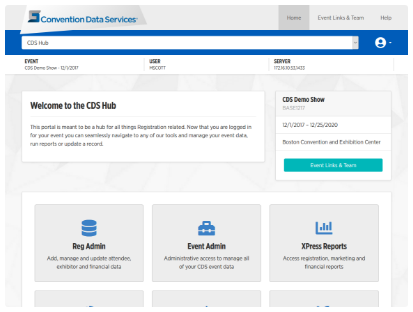 Convention Data Services
Home Event Links & Team Help
CDS Hub
EVENT USER SERVER
CDS Demo Show - 12/1/2017 MSCOTT 172.16.10.32/433
Welcome to the CDS Hub
This portal is meant to be a hub for all things Registration related. Now that you are logged in
for your event you can seamlessly navigate to any of our tools and manage your event data,
run reports or update a record.
CDS Demo Show
12/1/2017 - 12/25/2020
Boston Convention and Exhibition Center
Event Links & Team
Reg Admin
Add, manage and update attendee,
exhibitor and financial data
Event Admin
Administrative access to manage all
of your CDS event data
XPress Reports
Access registration, marketing and
financial reports